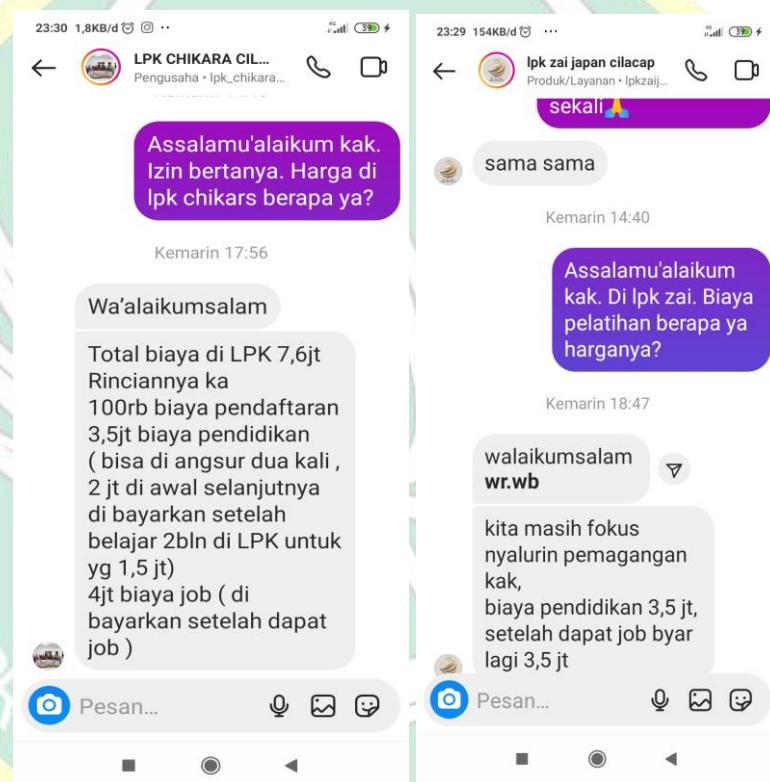 23:30 1,8KB/d
39
LPK CHIKARA CIL...
Pengusaha • lpk_chikara...
Assalamu'alaikum kak.
Izin bertanya. Harga di
lpk chikars berapa ya?
Kemarin 17:56
Wa'alaikumsalam
Total biaya di LPK 7,6jt
Rinciannya ka
100rb biaya pendaftaran
3,5jt biaya pendidikan
( bisa di angsur dua kali ,
2 jt di awal selanjutnya
di bayarkan setelah
belajar 2bln di LPK untuk
yg 1,5 jt)
4jt biaya job ( di
bayarkan setelah dapat
job )
Pesan...
23:29 154KB/d
39
lpk zai japan cilacap
Produk/Layanan • lpkzaij...
sekali🙏
sama sama
Kemarin 14:40
Assalamu'alaikum
kak. Di lpk zai. Biaya
pelatihan berapa ya
harganya?
Kemarin 18:47
walaikumsalam
wr.wb
kita masih fokus
nyalurin pemagangan
kak,
biaya pendidikan 3,5 jt,
setelah dapat job byar
lagi 3,5 jt
Pesan...